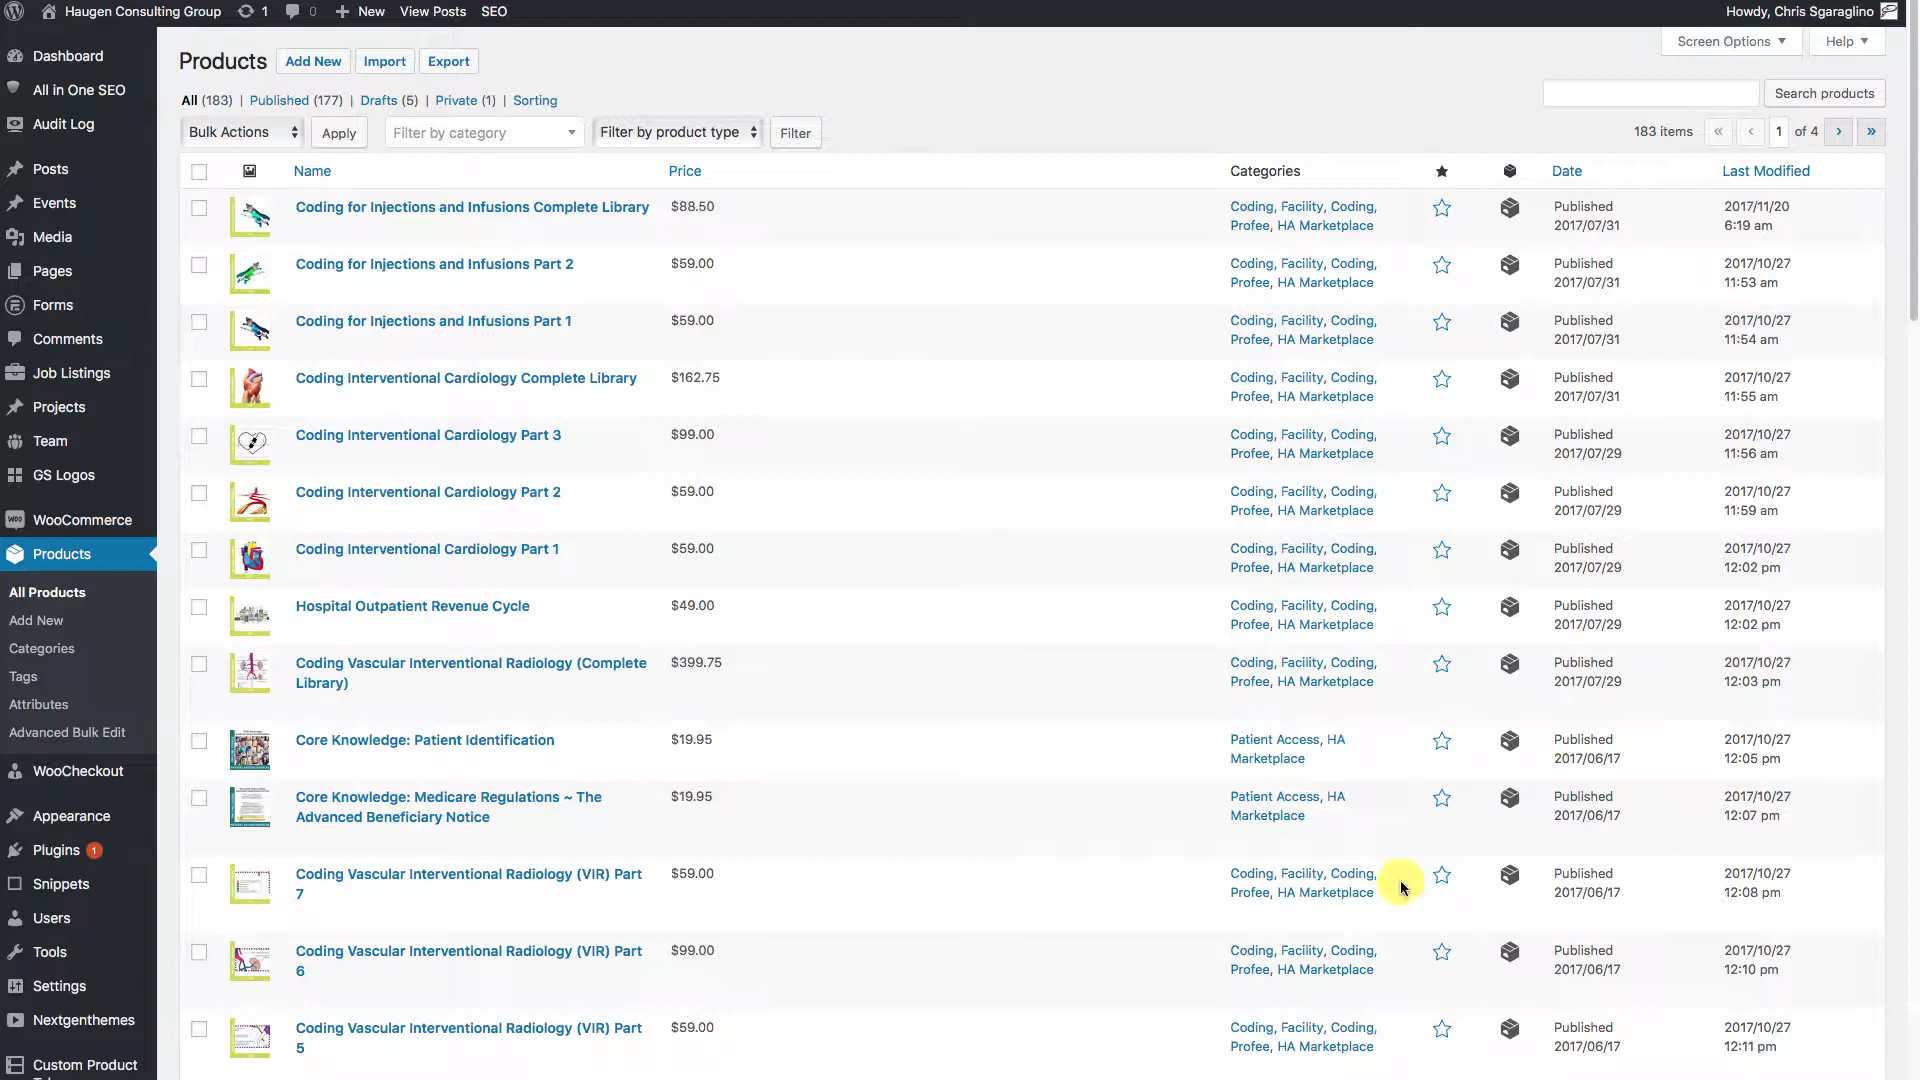 Haugen Consulting Group 1 0 New View Posts SEO Howdy, Chris Sgaraglino
Screen Options Help
Dashboard
All in One SEO
Audit Log
Posts
Events
Media
Pages
Forms
Comments
Job Listings
Projects
Team
GS Logos
WooCommerce
Products
All Products
Add New
Categories
Tags
Attributes
Advanced Bulk Edit
WooCheckout
Appearance
Plugins 1
Snippets
Users
Tools
Settings
Nextgenthemes
Custom Product
Products Add New Import Export
All (183) | Published (177) | Drafts (5) | Private (1) | Sorting
Search products
Bulk Actions Apply Filter by category Filter by product type Filter
183 items « ‹ 1 of 4 › »
Name Price Categories Date Last Modified
Coding for Injections and Infusions Complete Library $88.50 Coding, Facility, Coding, Published 2017/11/20
Profee, HA Marketplace 2017/07/31 6:19 am
Coding for Injections and Infusions Part 2 $59.00 Coding, Facility, Coding, Published 2017/10/27
Profee, HA Marketplace 2017/07/31 11:53 am
Coding for Injections and Infusions Part 1 $59.00 Coding, Facility, Coding, Published 2017/10/27
Profee, HA Marketplace 2017/07/31 11:54 am
Coding Interventional Cardiology Complete Library $162.75 Coding, Facility, Coding, Published 2017/10/27
Profee, HA Marketplace 2017/07/31 11:55 am
Coding Interventional Cardiology Part 3 $99.00 Coding, Facility, Coding, Published 2017/10/27
Profee, HA Marketplace 2017/07/29 11:56 am
Coding Interventional Cardiology Part 2 $59.00 Coding, Facility, Coding, Published 2017/10/27
Profee, HA Marketplace 2017/07/29 11:59 am
Coding Interventional Cardiology Part 1 $59.00 Coding, Facility, Coding, Published 2017/10/27
Profee, HA Marketplace 2017/07/29 12:02 pm
Hospital Outpatient Revenue Cycle $49.00 Coding, Facility, Coding, Published 2017/10/27
Profee, HA Marketplace 2017/07/29 12:02 pm
Coding Vascular Interventional Radiology (Complete $399.75 Coding, Facility, Coding, Published 2017/10/27
Library) Profee, HA Marketplace 2017/07/29 12:03 pm
Core Knowledge: Patient Identification $19.95 Patient Access, HA Published 2017/10/27
Marketplace 2017/06/17 12:05 pm
Core Knowledge: Medicare Regulations ~ The $19.95 Patient Access, HA Published 2017/10/27
Advanced Beneficiary Notice Marketplace 2017/06/17 12:07 pm
Coding Vascular Interventional Radiology (VIR) Part $59.00 Coding, Facility, Coding, Published 2017/10/27
7 Profee, HA Marketplace 2017/06/17 12:08 pm
Coding Vascular Interventional Radiology (VIR) Part $99.00 Coding, Facility, Coding, Published 2017/10/27
6 Profee, HA Marketplace 2017/06/17 12:10 pm
Coding Vascular Interventional Radiology (VIR) Part $59.00 Coding, Facility, Coding, Published 2017/10/27
5 Profee, HA Marketplace 2017/06/17 12:11 pm